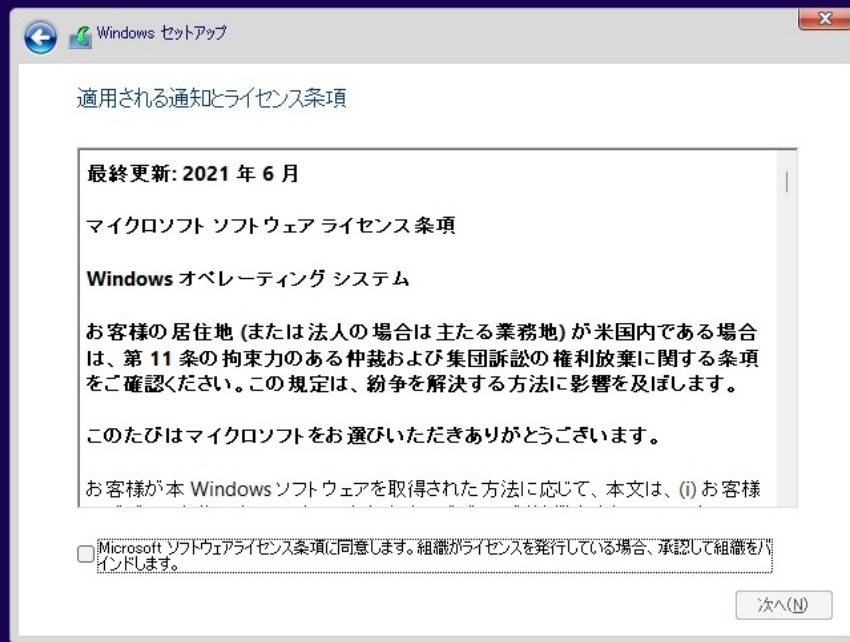 Windows セットアップ
適用される通知とライセンス条項
最終更新: 2021 年 6 月
マイクロソフト ソフトウェア ライセンス条項
Windows オペレーティング システム
お客様の居住地 (または法人の場合は主たる業務地) が米国内である場合
は、第 11 条の拘束力のある仲裁および集団訴訟の権利放棄に関する条項
をご確認ください。この規定は、紛争を解決する方法に影響を及ぼします。
このたびはマイクロソフトをお選びいただきありがとうございます。
お客様が本 Windows ソフトウェアを取得された方法に応じて、本文は、(i) お客様
Microsoft ソフトウェアライセンス条項に同意します。組織がライセンスを発行している場合、承認して組織をバ
インドします。
次へ(N)